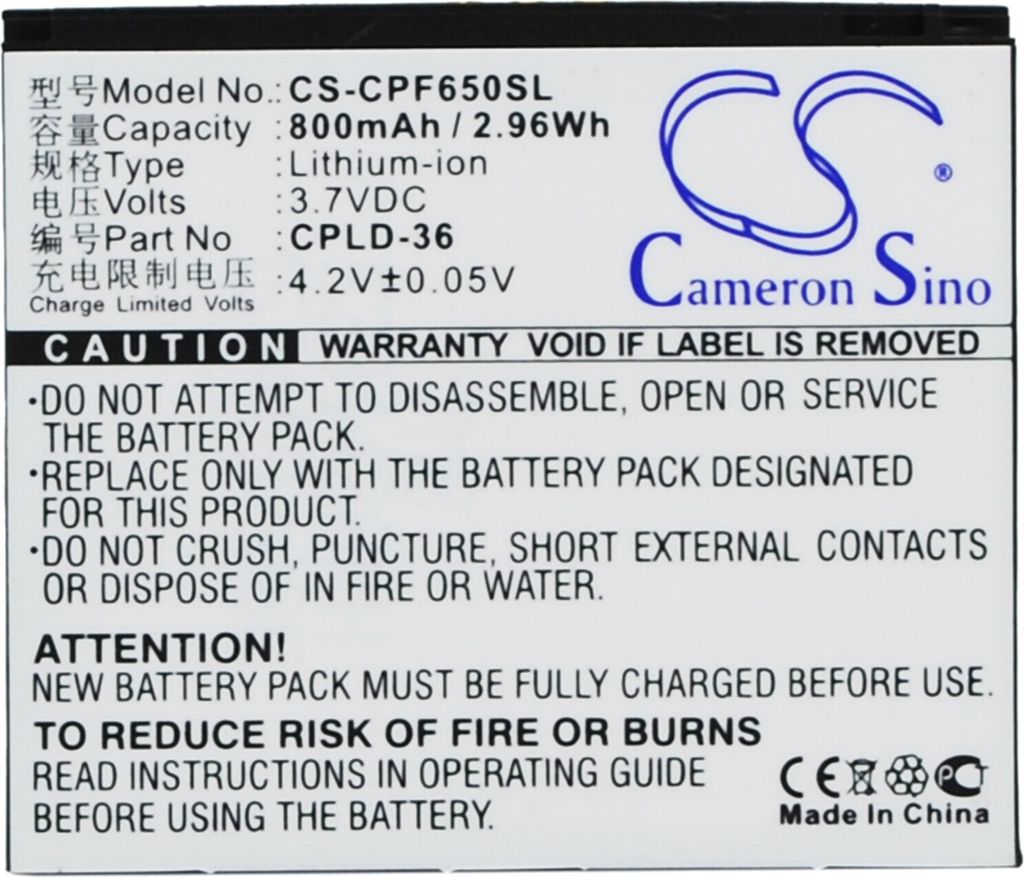 型号Model No.: CS-CPF650SL
容量Capacity : 800mAh / 2.96Wh
规格Type : Lithium-ion
电压Volts : 3.7VDC
编号Part No : CPLD-36
充电限制电压 : 4.2V±0.05V
Charge Limited Volts
CS ®
Cameron Sino
CAUTION WARRANTY VOID IF LABEL IS REMOVED
·DO NOT ATTEMPT TO DISASSEMBLE, OPEN OR SERVICE
THE BATTERY PACK.
·REPLACE ONLY WITH THE BATTERY PACK DESIGNATED
FOR THIS PRODUCT.
·DO NOT CRUSH, PUNCTURE, SHORT EXTERNAL CONTACTS
OR DISPOSE OF IN FIRE OR WATER.
ATTENTION!
NEW BATTERY PACK MUST BE FULLY CHARGED BEFORE USE.
TO REDUCE RISK OF FIRE OR BURNS
READ INSTRUCTIONS IN OPERATING GUIDE
BEFORE USING THE BATTERY.
CE PCT
Made In China